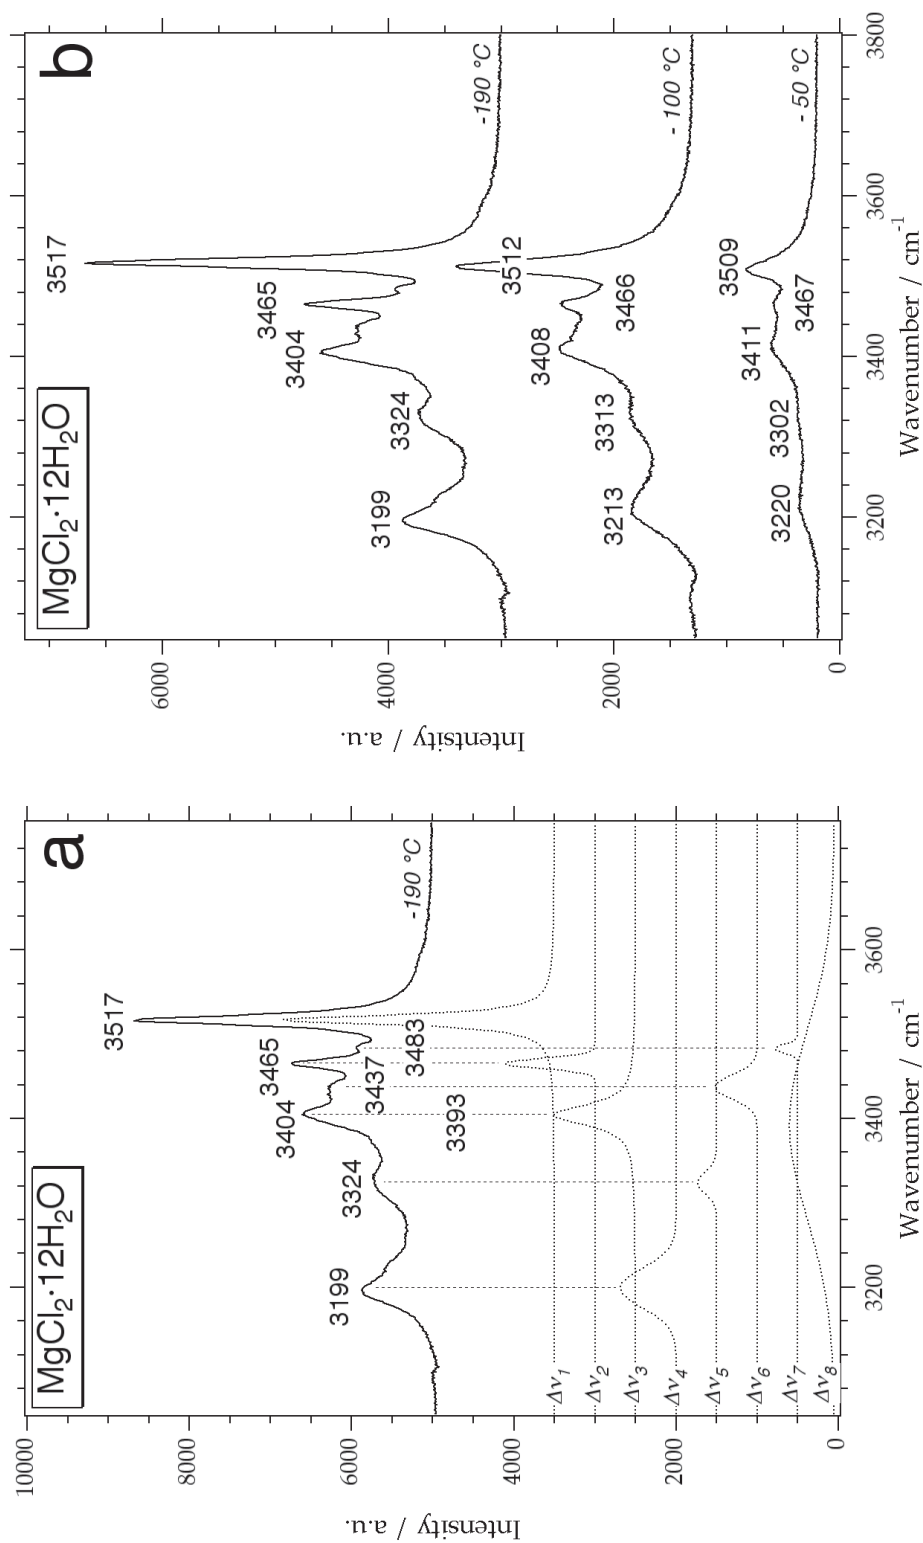 a
MgCl2·12H2O
10000
8000
6000
4000
2000
0
Intensity / a.u.
3199
3324
3404
3465
3517
3437
3483
3393
-190 °C
Δν1
Δν2
Δν3
Δν4
Δν5
Δν6
Δν7
Δν8
3200
3400
3600
Wavenumber / cm-1
b
MgCl2·12H2O
6000
4000
2000
0
Intentsity / a.u.
3199
3324
3404
3465
3517
-190 °C
3213
3313
3408
3466
3512
- 100 °C
3220
3302
3411
3467
3509
- 50 °C
3200
3400
3600
3800
Wavenumber / cm-1